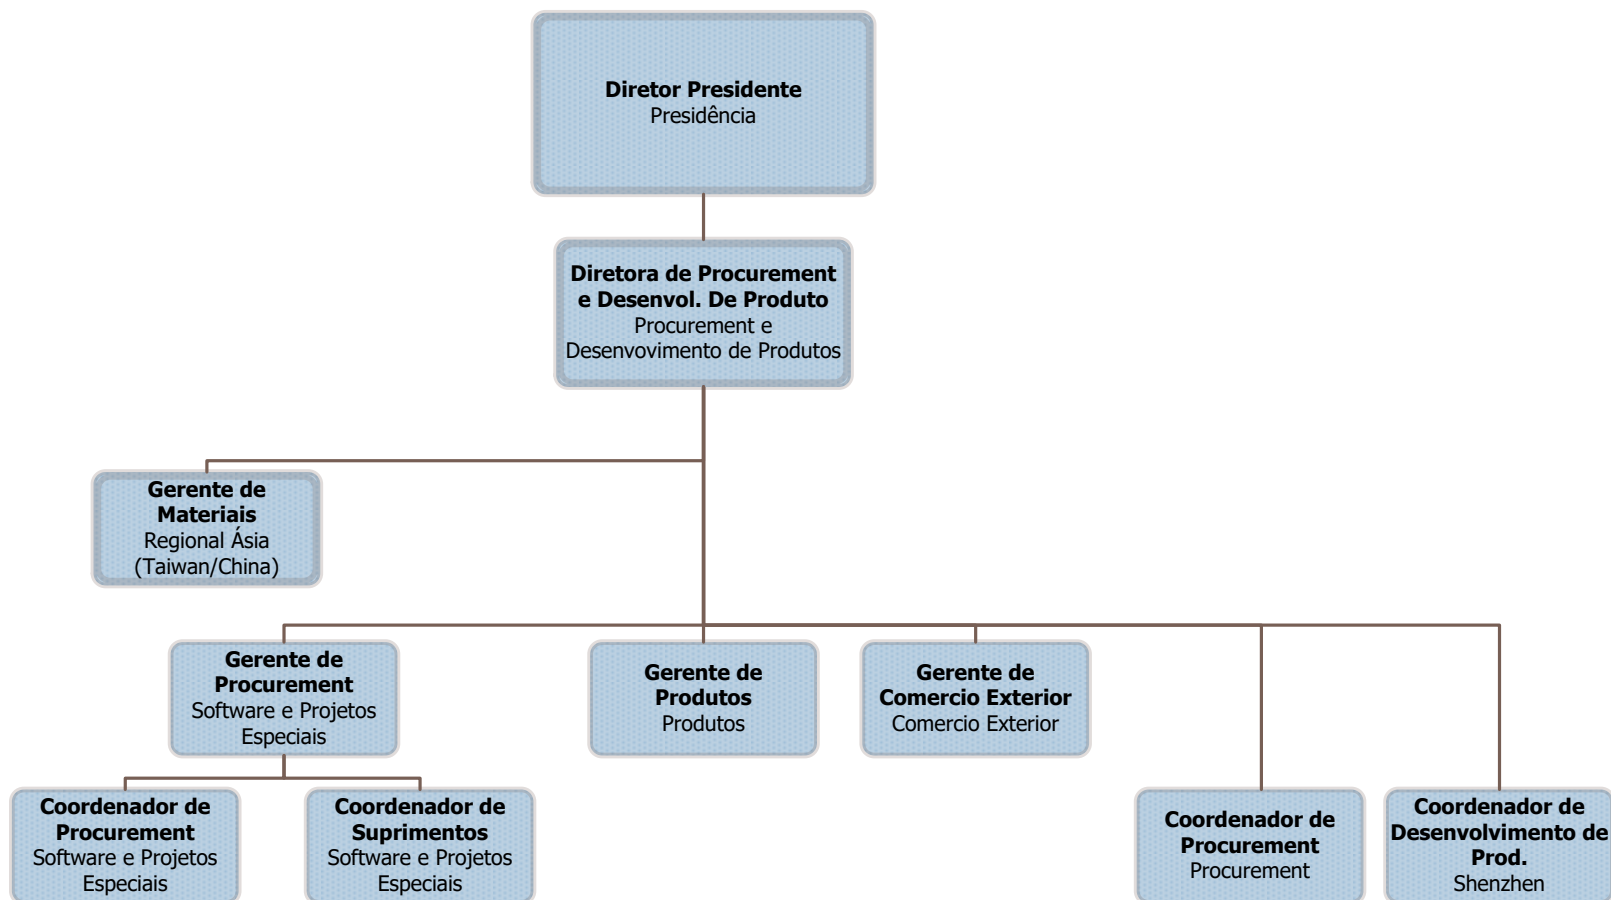 Diretor Presidente
Presidência
Diretora de Procurement
e Desenvol. De Produto
Procurement e
Desenvovimento de Produtos
Gerente de
Materiais
Regional Ásia
(Taiwan/China)
Gerente de
Procurement
Software e Projetos
Especiais
Gerente de
Produtos
Produtos
Gerente de
Comercio Exterior
Comercio Exterior
Coordenador de
Procurement
Software e Projetos
Especiais
Coordenador de
Suprimentos
Software e Projetos
Especiais
Coordenador de
Procurement
Procurement
Coordenador de
Desenvolvimento de
Prod.
Shenzhen